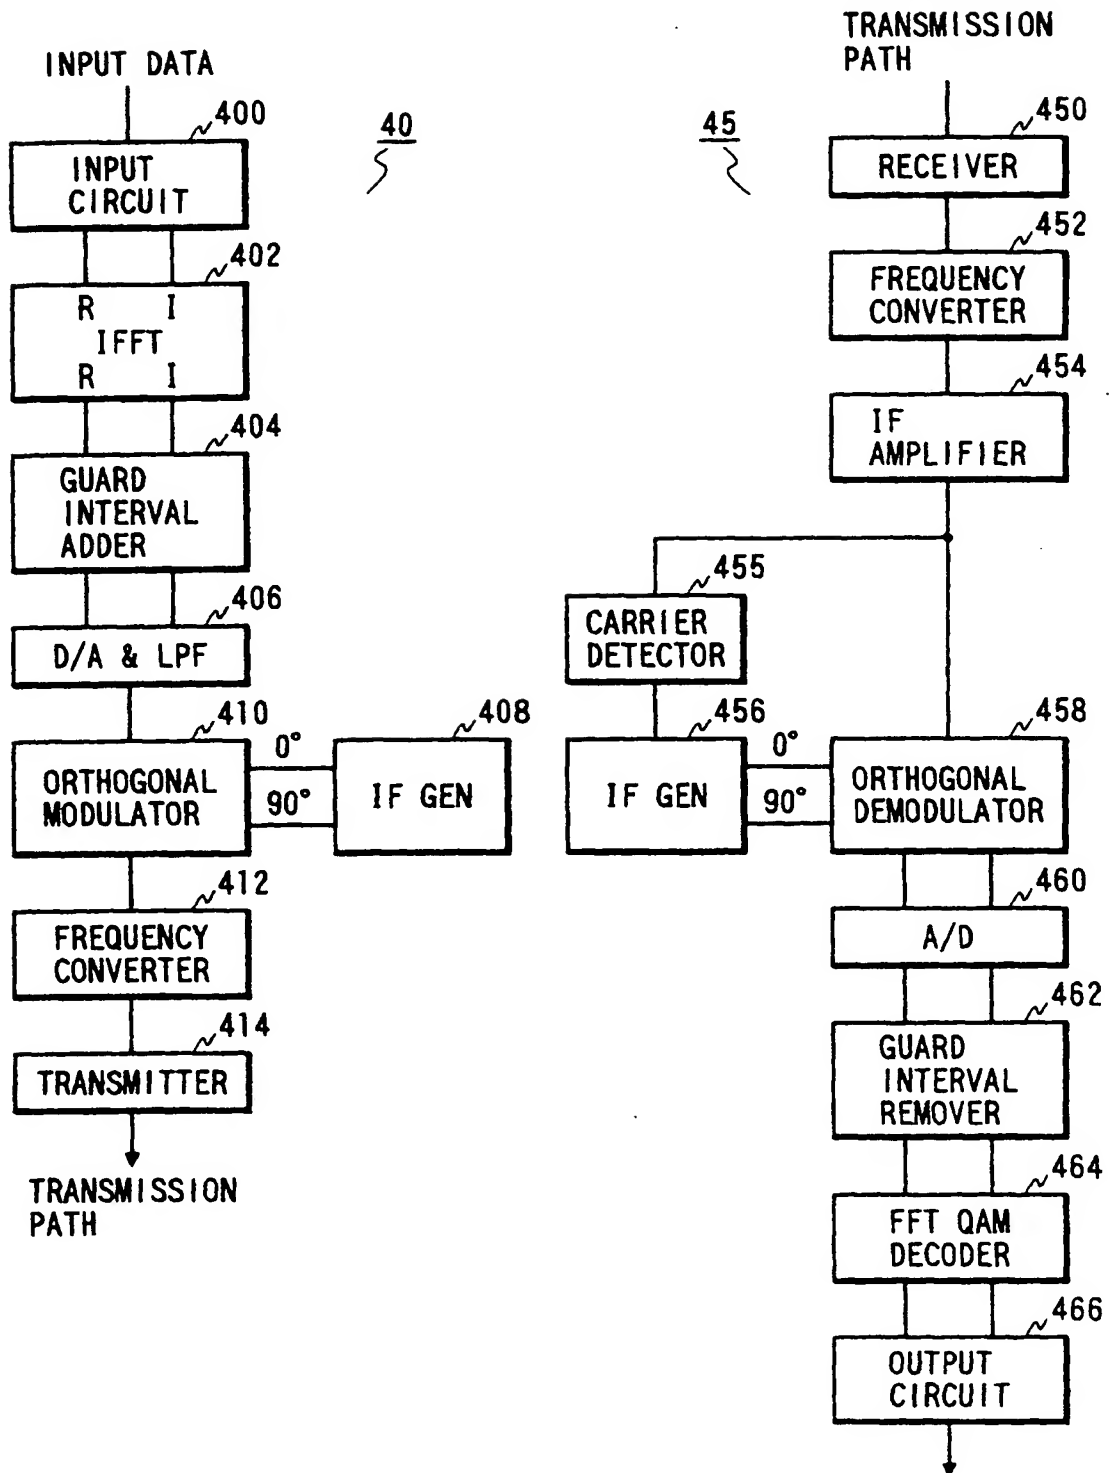 INPUT DATA
400
INPUT
CIRCUIT
402
R I
IFFT
R I
404
GUARD
INTERVAL
ADDER
406
D/A & LPF
410
ORTHOGONAL
MODULATOR
0°
90°
408
IF GEN
412
FREQUENCY
CONVERTER
414
TRANSMITTER
TRANSMISSION
PATH
40
45
TRANSMISSION
PATH
450
RECEIVER
452
FREQUENCY
CONVERTER
454
IF
AMPLIFIER
455
CARRIER
DETECTOR
456
IF GEN
0°
90°
458
ORTHOGONAL
DEMODULATOR
460
A/D
462
GUARD
INTERVAL
REMOVER
464
FFT QAM
DECODER
466
OUTPUT
CIRCUIT